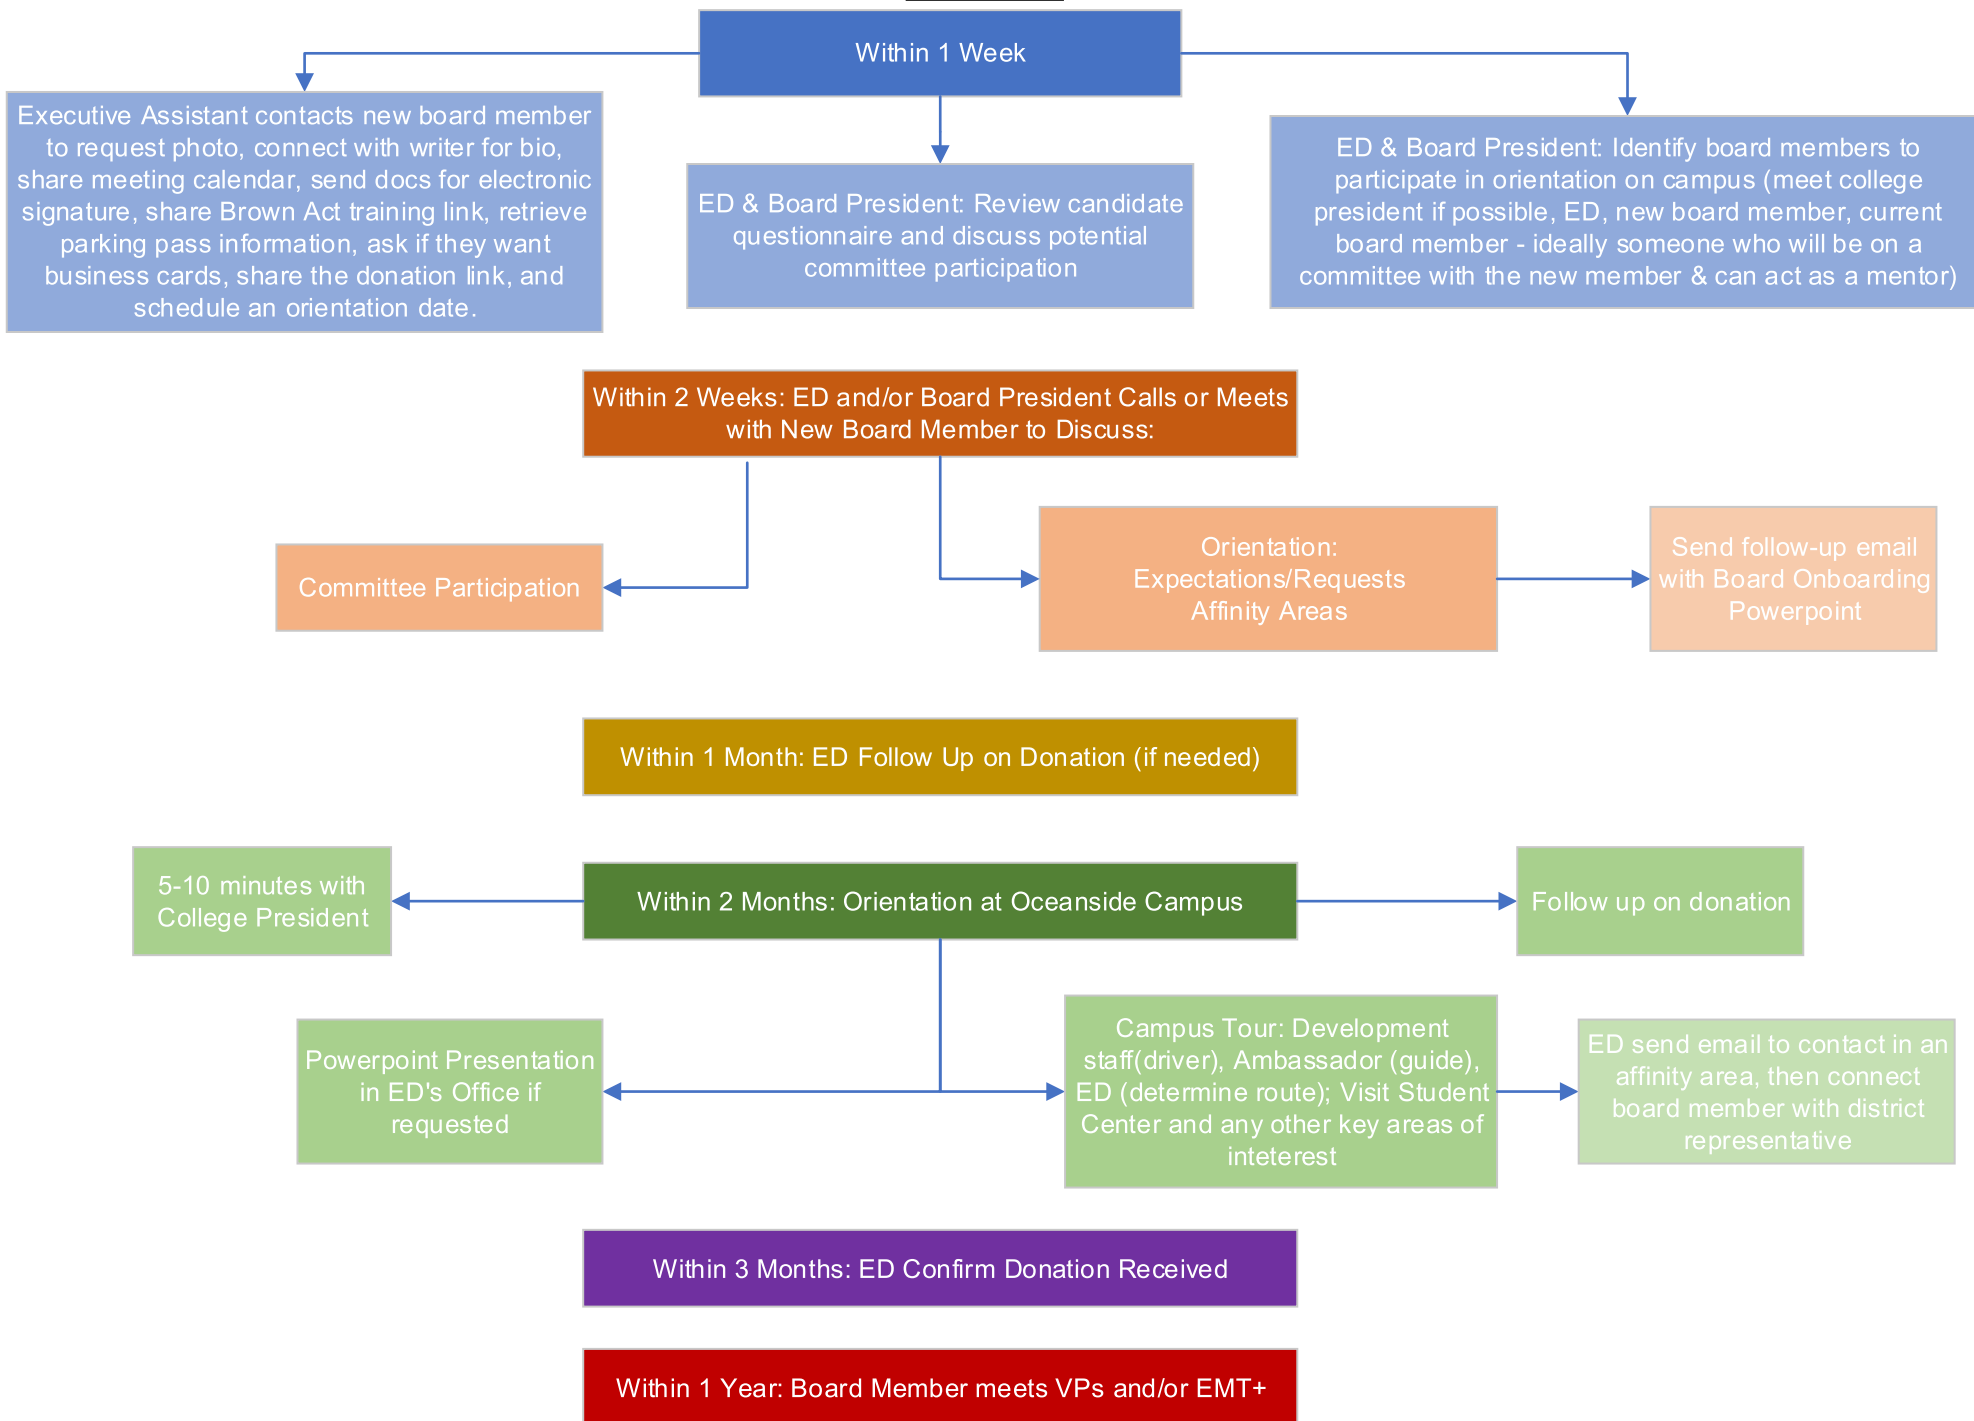 Within 1 Week
Executive Assistant contacts new board member
to request photo, connect with writer for bio,
share meeting calendar, send docs for electronic
signature, share Brown Act training link, retrieve
parking pass information, ask if they want
business cards, share the donation link, and
schedule an orientation date.
ED & Board President: Review candidate
questionnaire and discuss potential
committee participation
ED & Board President: Identify board members to
participate in orientation on campus (meet college
president if possible, ED, new board member, current
board member - ideally someone who will be on a
committee with the new member & can act as a mentor)
Within 2 Weeks: ED and/or Board President Calls or Meets
with New Board Member to Discuss:
Committee Participation
Orientation:
Expectations/Requests
Affinity Areas
Send follow-up email
with Board Onboarding
Powerpoint
Within 1 Month: ED Follow Up on Donation (if needed)
5-10 minutes with
College President
Within 2 Months: Orientation at Oceanside Campus
Follow up on donation
Powerpoint Presentation
in ED's Office if
requested
Campus Tour: Development
staff(driver), Ambassador (guide),
ED (determine route); Visit Student
Center and any other key areas of
inteterest
ED send email to contact in an
affinity area, then connect
board member with district
representative
Within 3 Months: ED Confirm Donation Received
Within 1 Year: Board Member meets VPs and/or EMT+